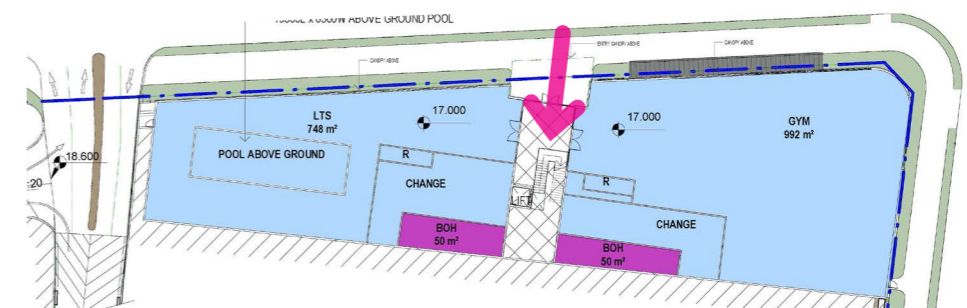 L X 6300W ABOVE GROUND POOL
ENTRY CANOPY ABOVE
CANOPY ABOVE
CANOPY ABOVE
LTS
748 m²
17.000
17.000
GYM
992 m²
18.600
:20
POOL ABOVE GROUND
R
CHANGE
R
LIFT
CHANGE
BOH
50 m²
BOH
50 m²